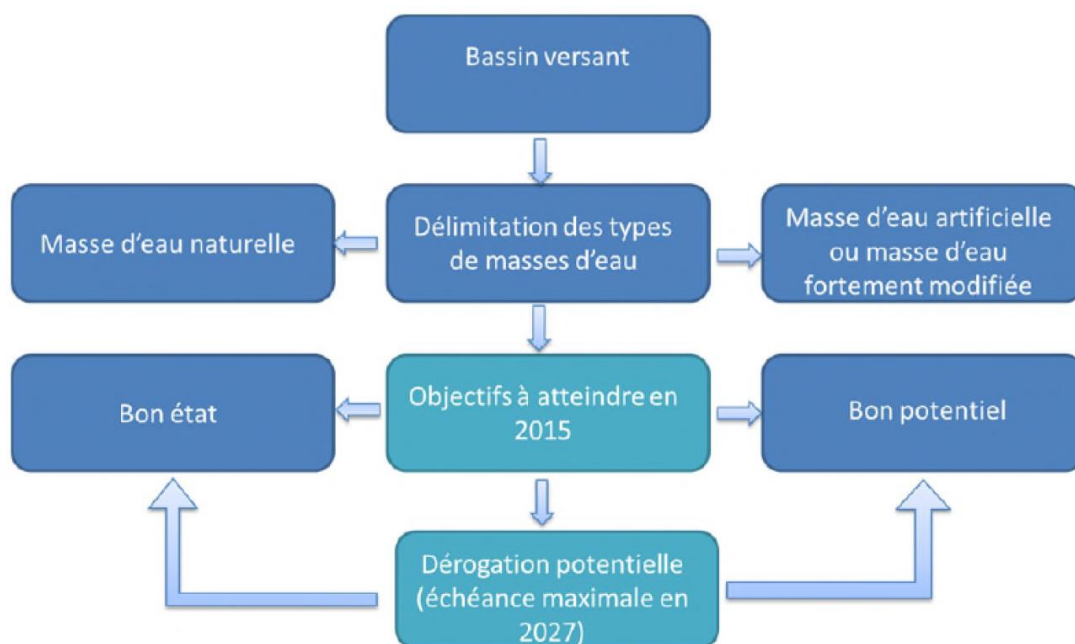 Bassin versant
Masse d'eau naturelle
Délimitation des types
de masses d'eau
Masse d'eau artificielle
ou masse d'eau
fortement modifiée
Bon état
Objectifs à atteindre en
2015
Bon potentiel
Dérogation potentielle
(échéance maximale en
2027)